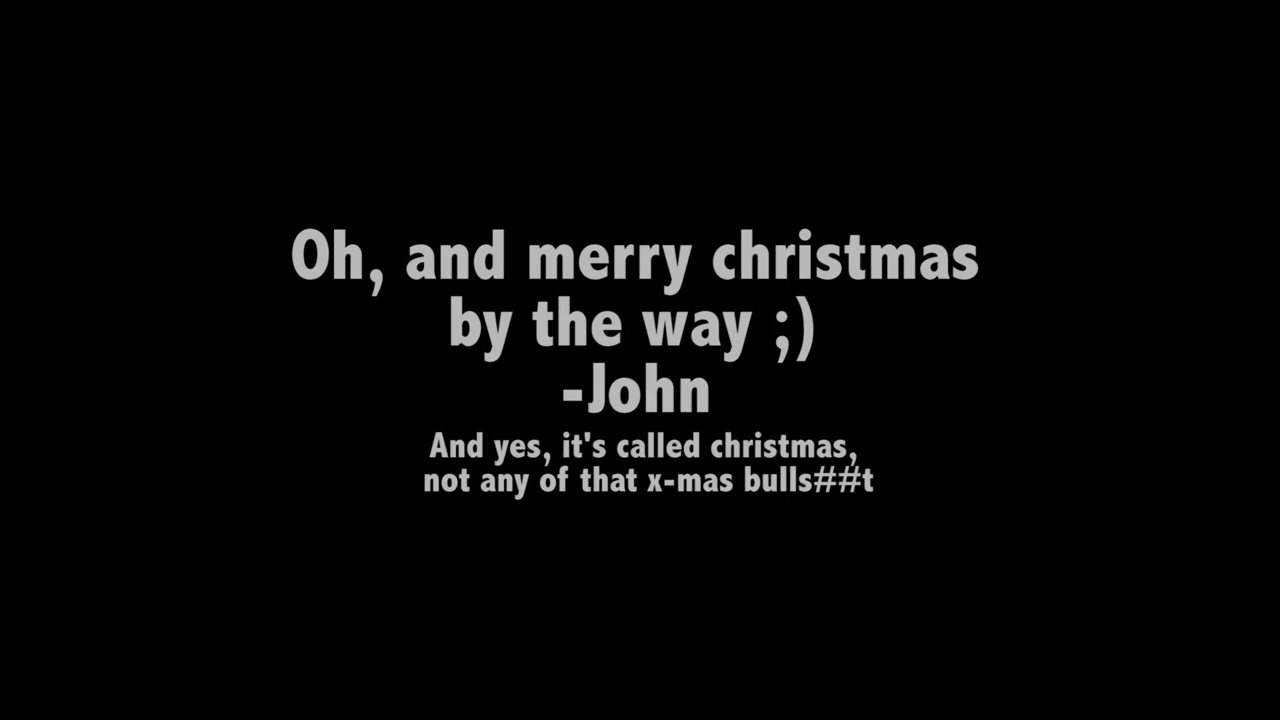 Oh, and merry christmas
by the way ;)
-John
And yes, it's called christmas,
not any of that x-mas bulls##t